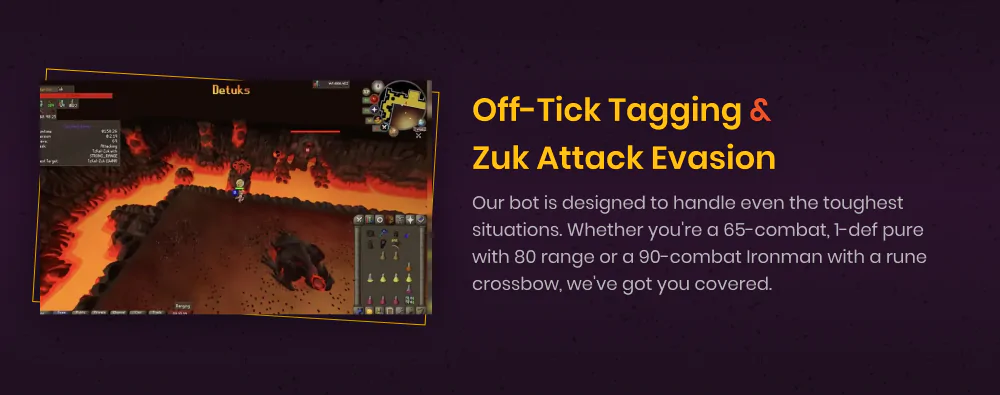 Detuks
Off-Tick Tagging &
Zuk Attack Evasion
Our bot is designed to handle even the toughest
situations. Whether you're a 65-combat, 1-def pure
with 80 range or a 90-combat Ironman with a rune
crossbow, we've got you covered.